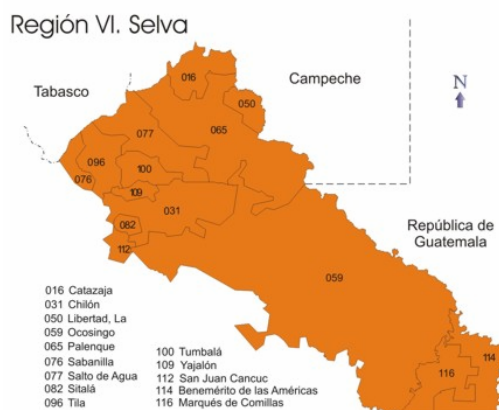 Región VI. Selva
Tabasco
Campeche
N
República de
Guatemala
016
050
077
065
096
100
076
109
031
082
112
059
114
116
016 Catazaja
031 Chilón
050 Libertad, La
059 Ocosingo
065 Palenque
076 Sabanilla
077 Salto de Agua
082 Sitalá
096 Tila
100 Tumbalá
109 Yajalón
112 San Juan Cancuc
114 Benemérito de las Américas
116 Marqués de Comillas